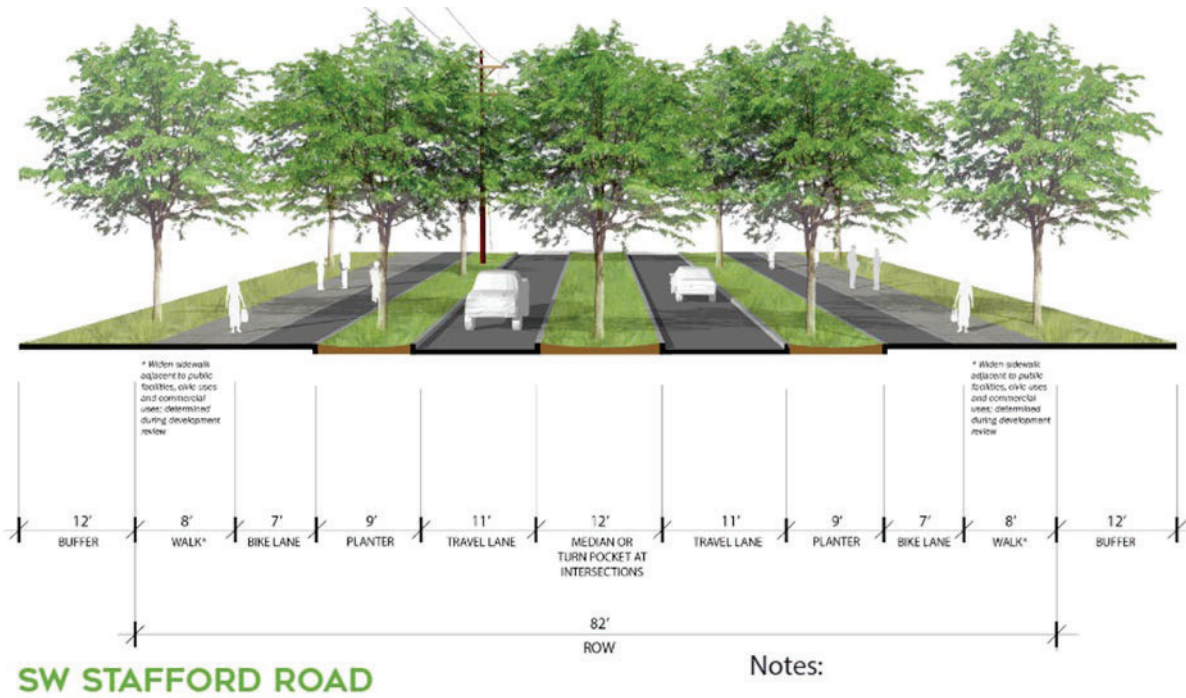 * Widen sidewalk
adjacent to public
facilities, civic uses
and commercial
uses; determined
during development
review
* Widen sidewalk
adjacent to public
facilities, civic uses
and commercial
uses; determined
during development
review
12' 8' 7' 9' 11' 12' 11' 9' 7' 8' 12'
BUFFER WALK* BIKE LANE PLANTER TRAVEL LANE MEDIAN OR TRAVEL LANE PLANTER BIKE LANE WALK* BUFFER
TURN POCKET AT
INTERSECTIONS
82'
ROW
SW STAFFORD ROAD
Notes: